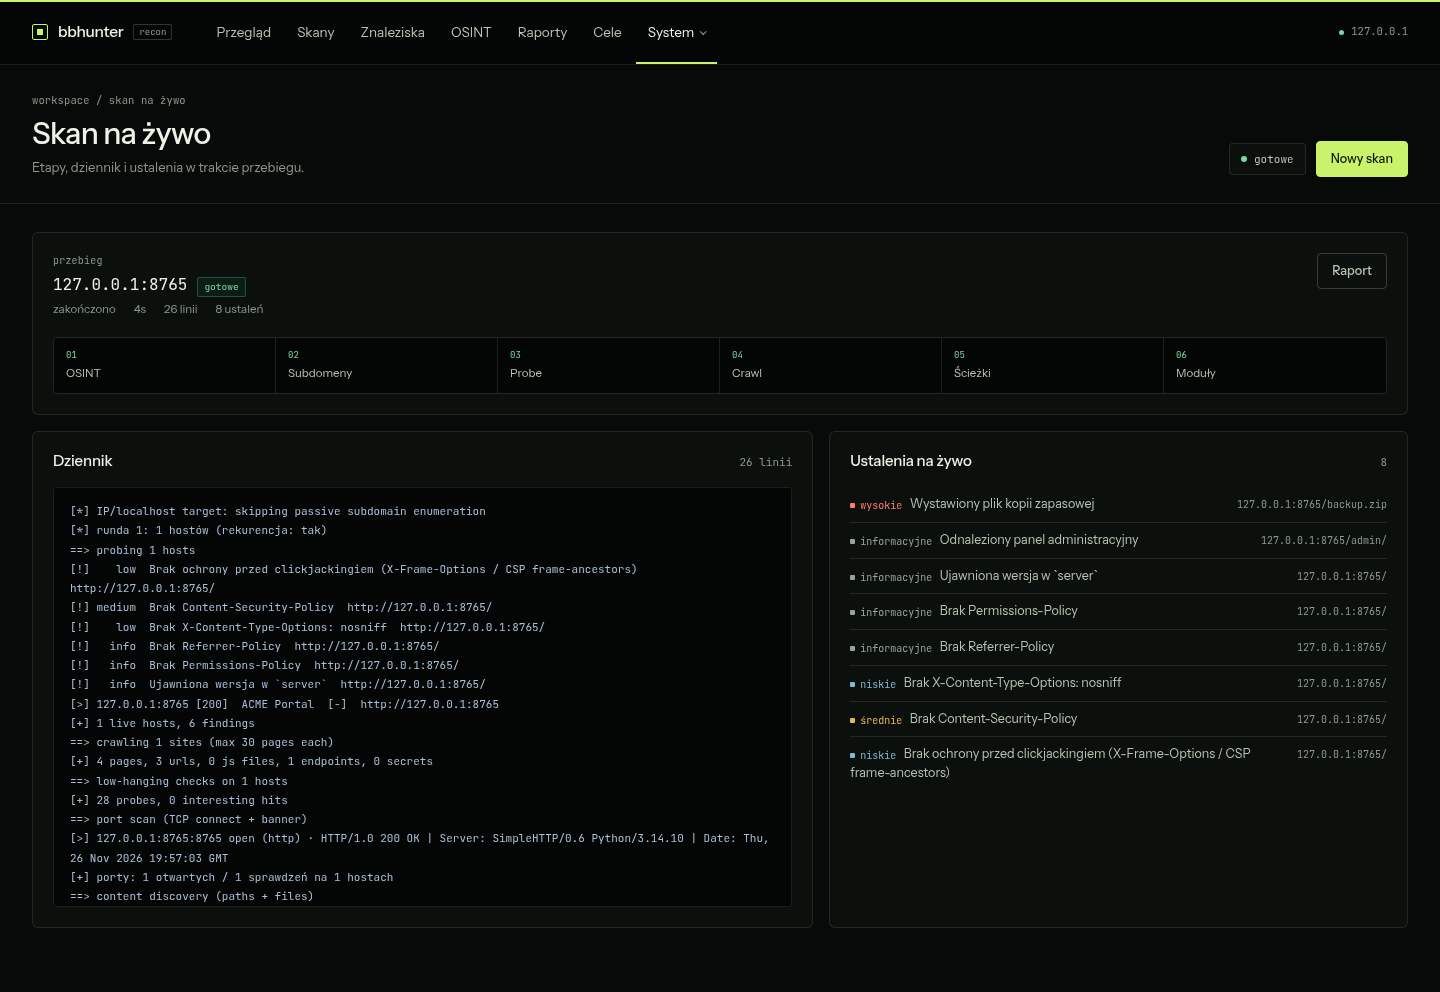 bbhunter recon Przegląd Skany Znaleziska OSINT Raporty Cele System 127.0.0.1
workspace / skan na żywo
Skan na żywo
Etapy, dziennik i ustalenia w trakcie przebiegu.
gotowe Nowy skan
przebieg
127.0.0.1:8765 gotowe
zakończono 4s 26 linii 8 ustaleń
Raport
01 02 03 04 05 06
OSINT Subdomeny Probe Crawl Ścieżki Moduły
Dziennik 26 linii
[*] IP/localhost target: skipping passive subdomain enumeration
[*] runda 1: 1 hostów (rekurencja: tak)
==> probing 1 hosts
[!]    low  Brak ochrony przed clickjackingiem (X-Frame-Options / CSP frame-ancestors)
http://127.0.0.1:8765/
[!] medium  Brak Content-Security-Policy  http://127.0.0.1:8765/
[!]    low  Brak X-Content-Type-Options: nosniff  http://127.0.0.1:8765/
[!]   info  Brak Referrer-Policy  http://127.0.0.1:8765/
[!]   info  Brak Permissions-Policy  http://127.0.0.1:8765/
[!]   info  Ujawniona wersja w `server`  http://127.0.0.1:8765/
[>] 127.0.0.1:8765 [200]  ACME Portal  [-]  http://127.0.0.1:8765
[+] 1 live hosts, 6 findings
==> crawling 1 sites (max 30 pages each)
[+] 4 pages, 3 urls, 0 js files, 1 endpoints, 0 secrets
==> low-hanging checks on 1 hosts
[+] 28 probes, 0 interesting hits
==> port scan (TCP connect + banner)
[>] 127.0.0.1:8765:8765 open (http) · HTTP/1.0 200 OK | Server: SimpleHTTP/0.6 Python/3.14.10 | Date: Thu,
26 Nov 2026 19:57:03 GMT
[+] porty: 1 otwartych / 1 sprawdzeń na 1 hostach
==> content discovery (paths + files)
Ustalenia na żywo 8
wysokie Wystawiony plik kopii zapasowej 127.0.0.1:8765/backup.zip
informacyjne Odnaleziony panel administracyjny 127.0.0.1:8765/admin/
informacyjne Ujawniona wersja w `server` 127.0.0.1:8765/
informacyjne Brak Permissions-Policy 127.0.0.1:8765/
informacyjne Brak Referrer-Policy 127.0.0.1:8765/
niskie Brak X-Content-Type-Options: nosniff 127.0.0.1:8765/
średnie Brak Content-Security-Policy 127.0.0.1:8765/
niskie Brak ochrony przed clickjackingiem (X-Frame-Options / CSP 127.0.0.1:8765/
frame-ancestors)